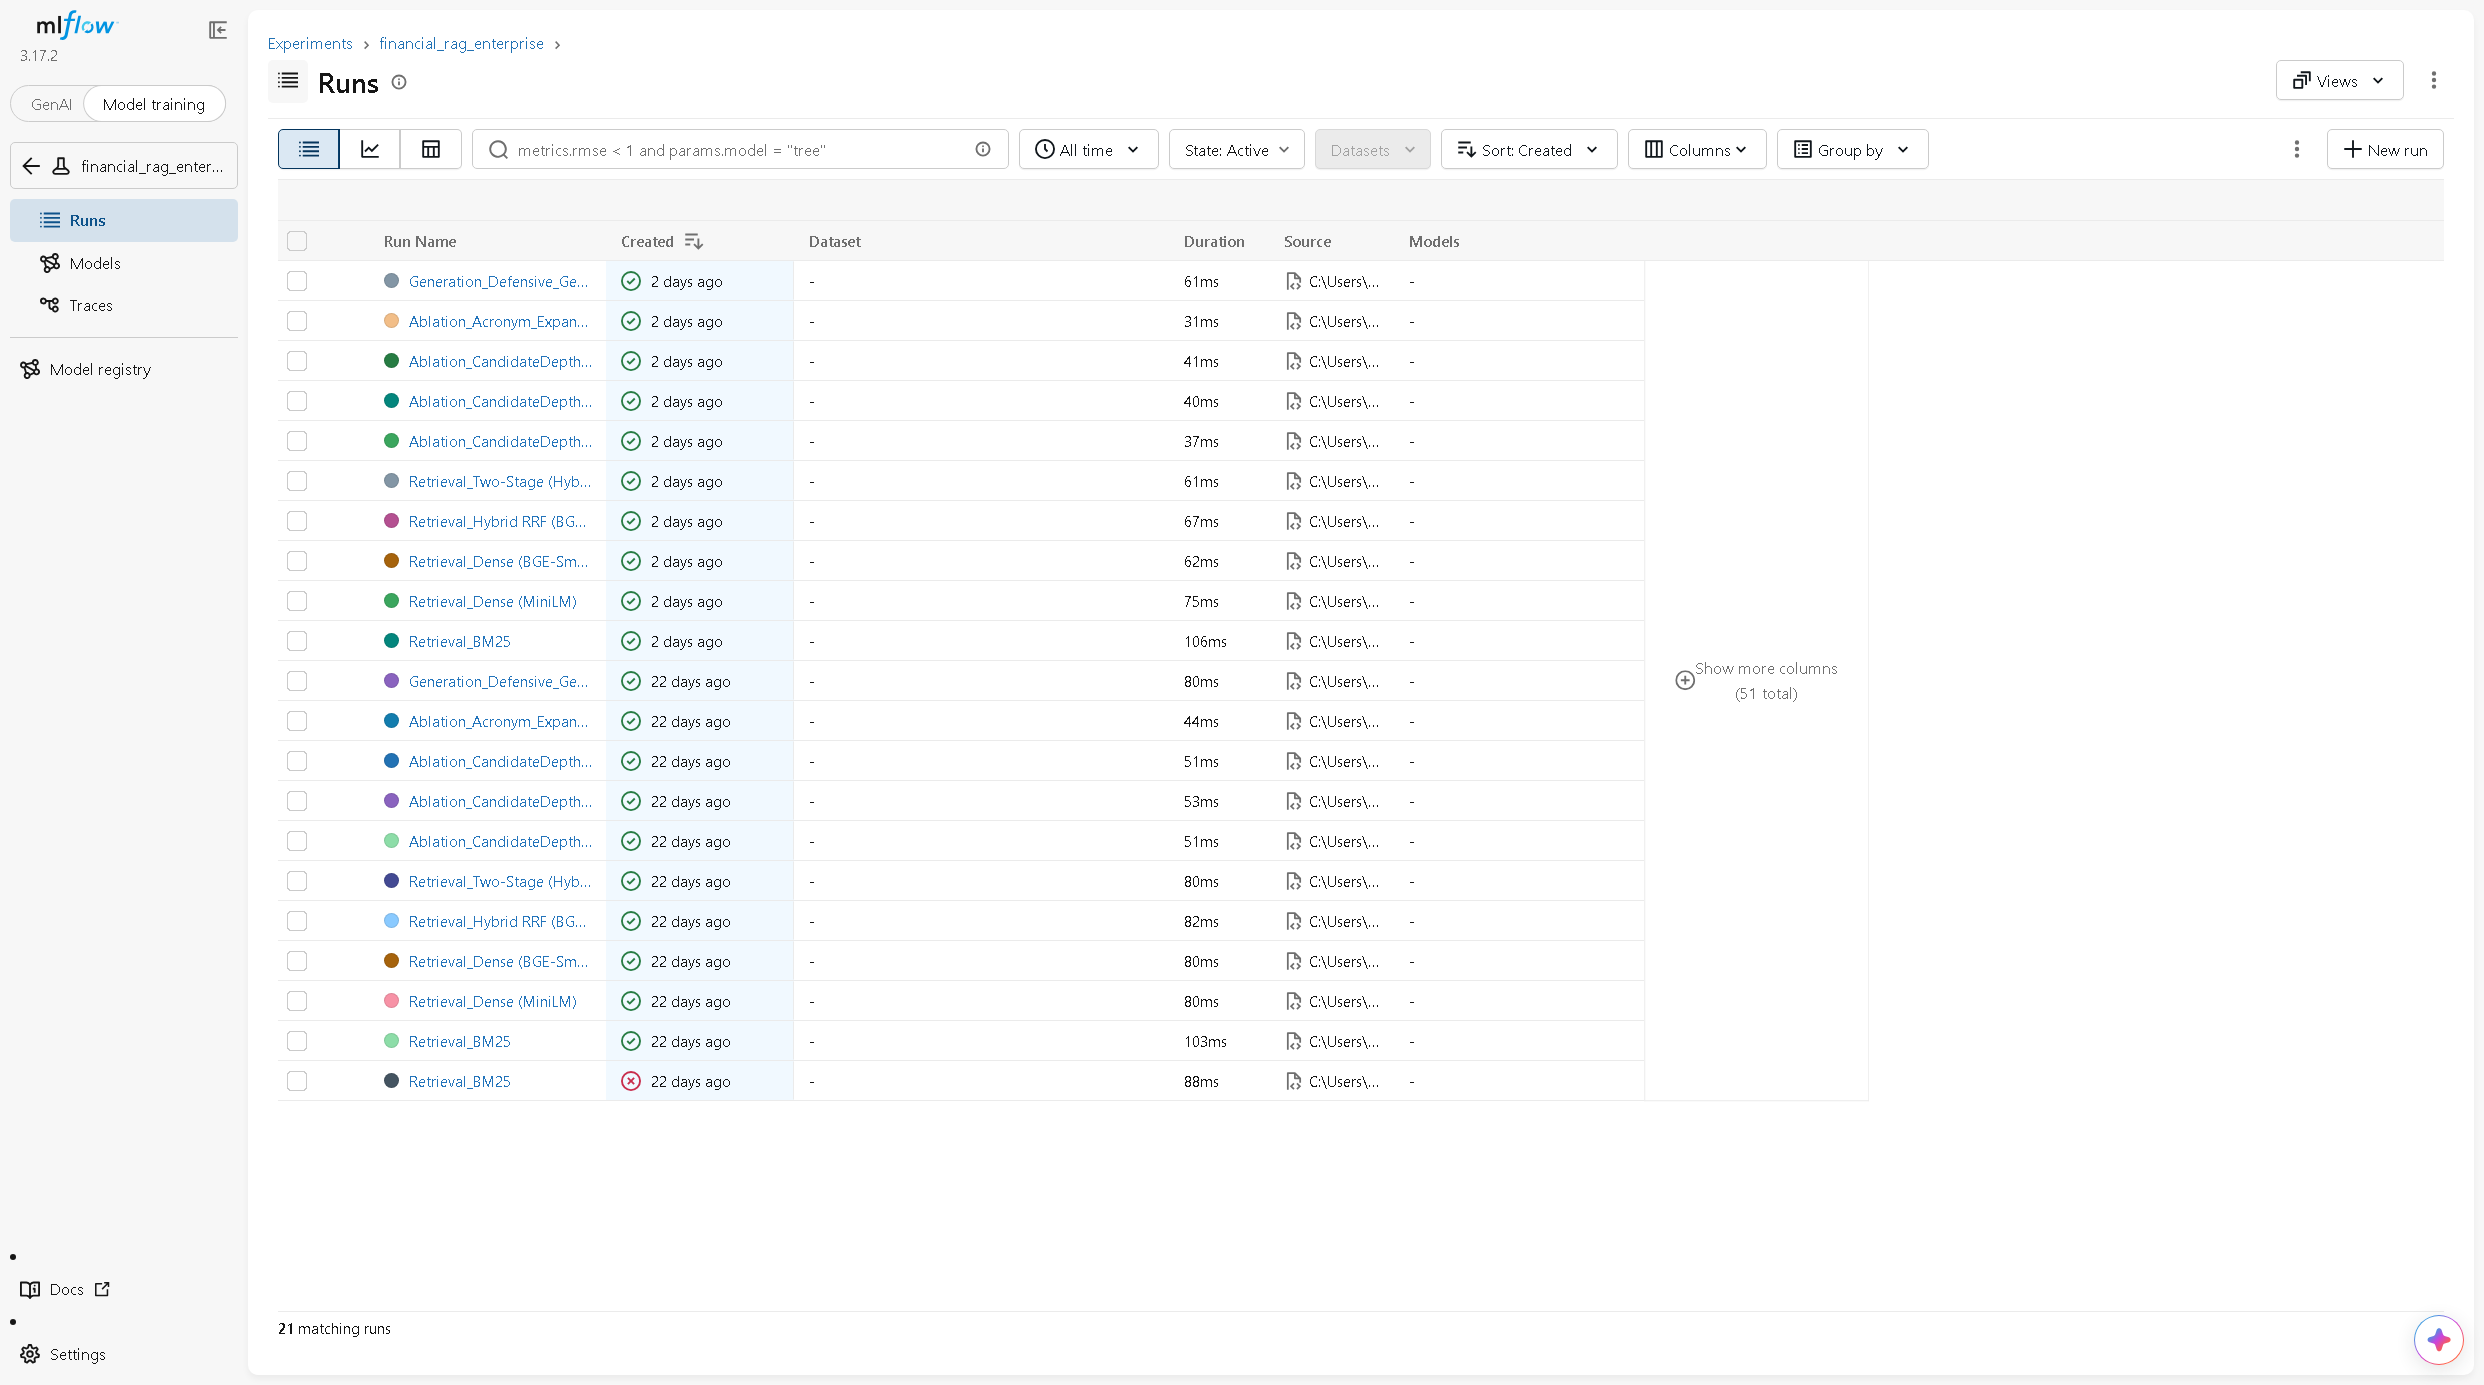 mlflow
3.17.2
GenAI
Model training
financial_rag_enter...
Runs
Models
Traces
Model registry
Docs
Settings
Experiments > financial_rag_enterprise >
Runs
Views
metrics.rmse < 1 and params.model = "tree"
All time
State: Active
Datasets
Sort: Created
Columns
Group by
New run
Run Name Created Dataset Duration Source Models
Generation_Defensive_Ge... 2 days ago - 61ms C:\Users\... -
Ablation_Acronym_Expan... 2 days ago - 31ms C:\Users\... -
Ablation_CandidateDepth... 2 days ago - 41ms C:\Users\... -
Ablation_CandidateDepth... 2 days ago - 40ms C:\Users\... -
Ablation_CandidateDepth... 2 days ago - 37ms C:\Users\... -
Retrieval_Two-Stage (Hyb... 2 days ago - 61ms C:\Users\... -
Retrieval_Hybrid RRF (BG... 2 days ago - 67ms C:\Users\... -
Retrieval_Dense (BGE-Sm... 2 days ago - 62ms C:\Users\... -
Retrieval_Dense (MiniLM) 2 days ago - 75ms C:\Users\... -
Retrieval_BM25 2 days ago - 106ms C:\Users\... -
Generation_Defensive_Ge... 22 days ago - 80ms C:\Users\... -
Ablation_Acronym_Expan... 22 days ago - 44ms C:\Users\... -
Ablation_CandidateDepth... 22 days ago - 51ms C:\Users\... -
Ablation_CandidateDepth... 22 days ago - 53ms C:\Users\... -
Ablation_CandidateDepth... 22 days ago - 51ms C:\Users\... -
Retrieval_Two-Stage (Hyb... 22 days ago - 80ms C:\Users\... -
Retrieval_Hybrid RRF (BG... 22 days ago - 82ms C:\Users\... -
Retrieval_Dense (BGE-Sm... 22 days ago - 80ms C:\Users\... -
Retrieval_Dense (MiniLM) 22 days ago - 80ms C:\Users\... -
Retrieval_BM25 22 days ago - 103ms C:\Users\... -
Retrieval_BM25 22 days ago - 88ms C:\Users\... -
Show more columns
(51 total)
21 matching runs